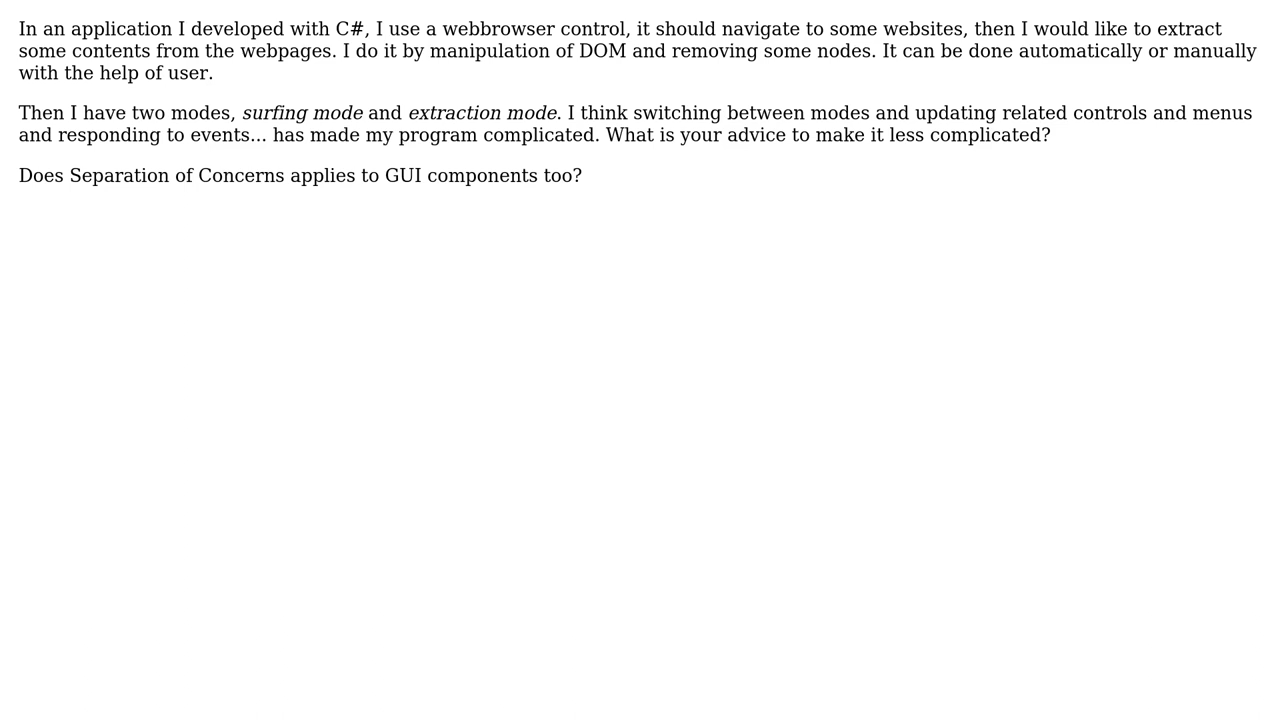 In an application I developed with C#, I use a webbrowser control, it should navigate to some websites, then I would like to extract
some contents from the webpages. I do it by manipulation of DOM and removing some nodes. It can be done automatically or manually
with the help of user.
Then I have two modes, surfing mode and extraction mode. I think switching between modes and updating related controls and menus
and responding to events... has made my program complicated. What is your advice to make it less complicated?
Does Separation of Concerns applies to GUI components too?